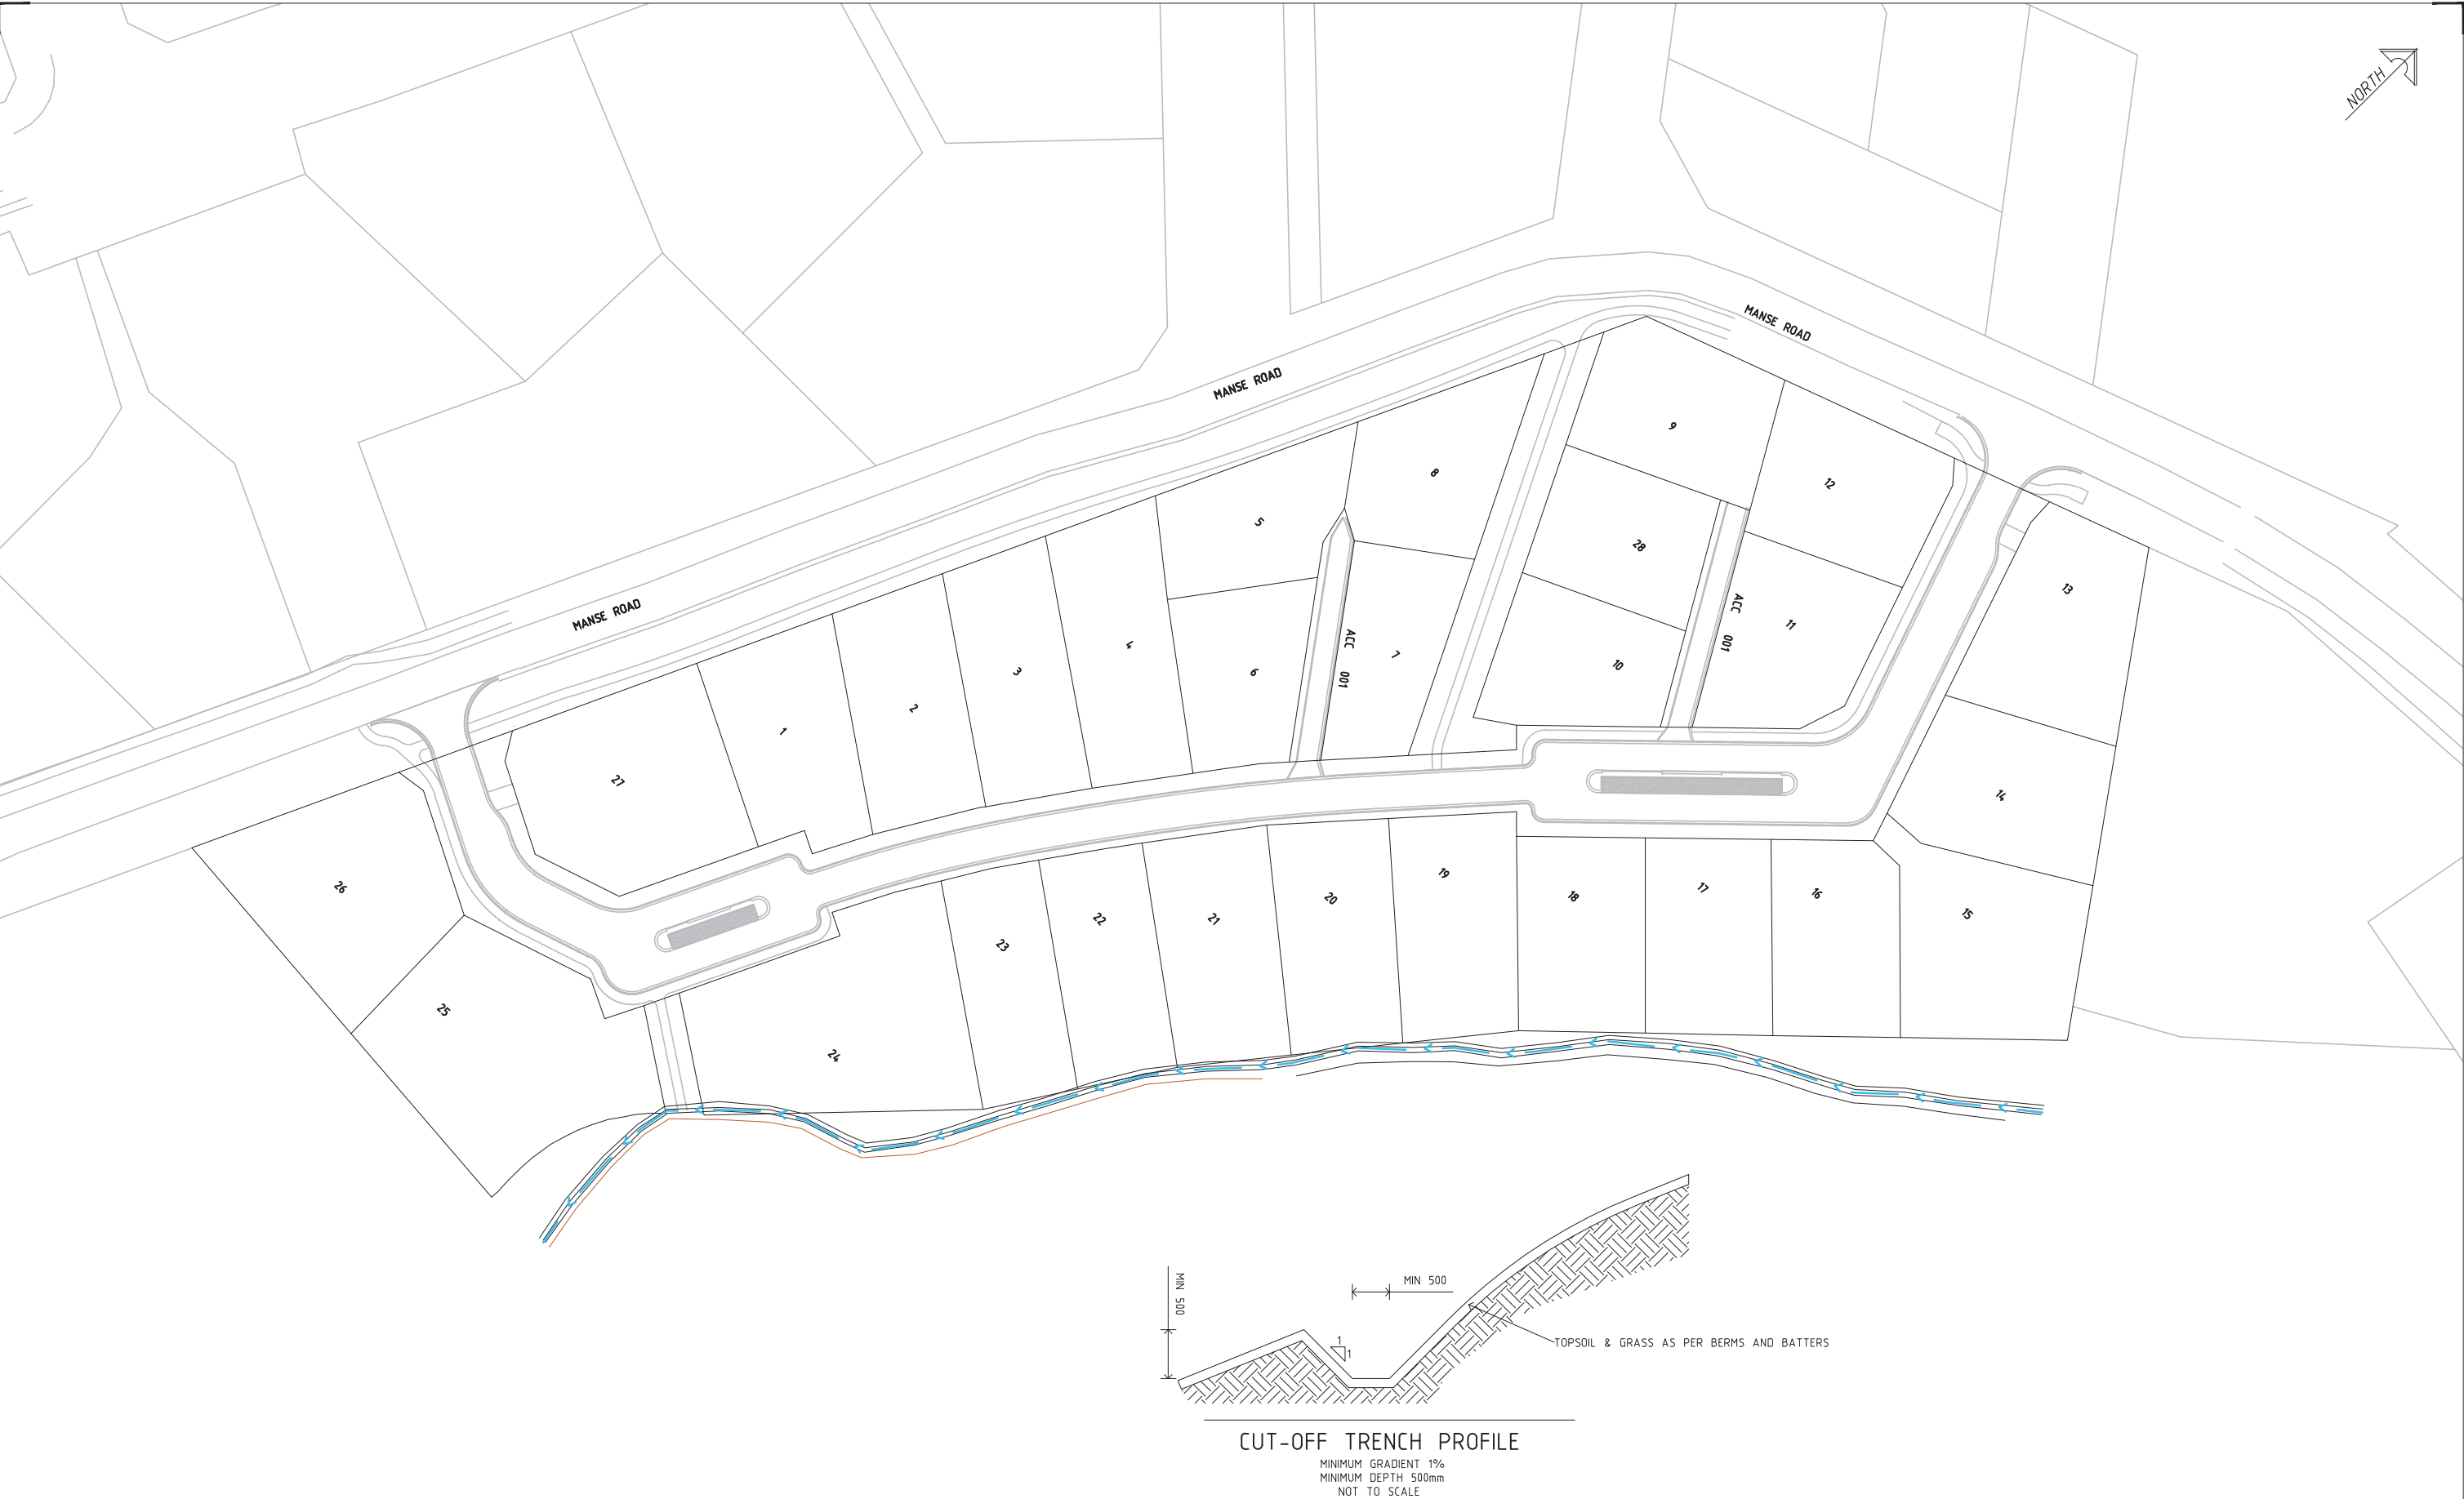 NORTH
MANSE ROAD
MANSE ROAD
MANSE ROAD
9
8
12
5
28
13
ACC 001
11
4
ACC 001
7
10
3
6
2
1
27
14
26
19
18
17
16
20
15
22
21
23
25
24
MIN 500
MIN 500
1
1
TOPSOIL & GRASS AS PER BERMS AND BATTERS
CUT-OFF TRENCH PROFILE
MINIMUM GRADIENT 1%
MINIMUM DEPTH 500mm
NOT TO SCALE